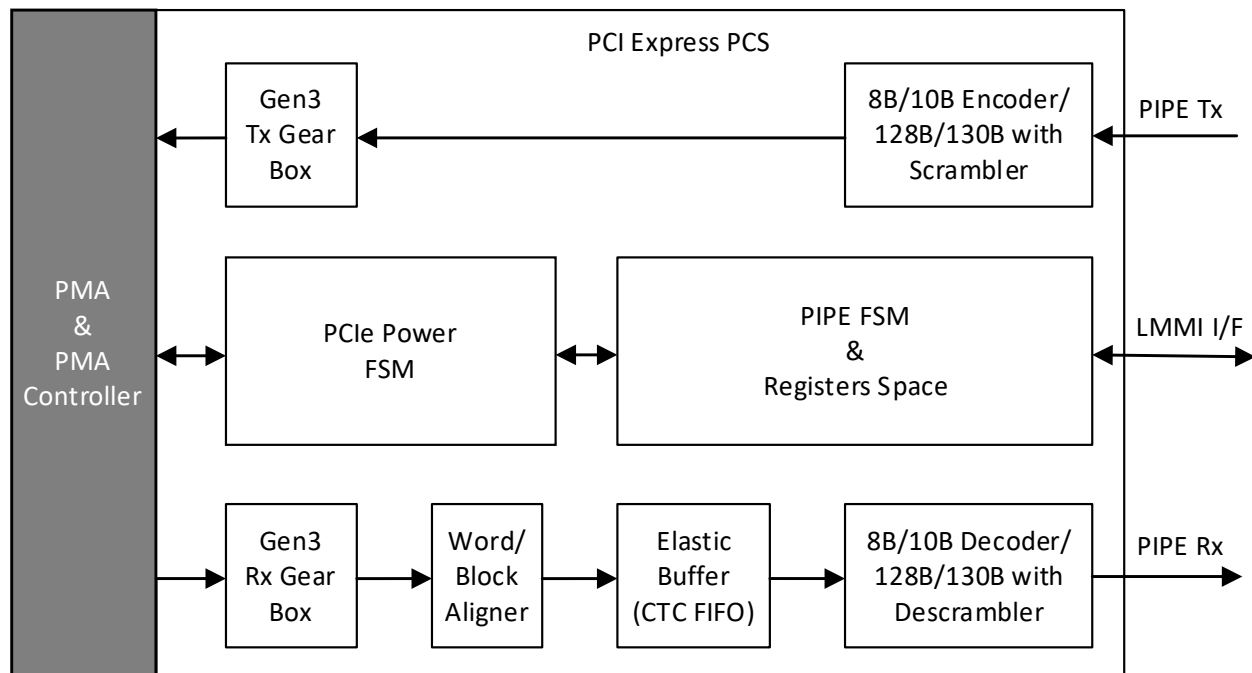 PCI Express PCS
Gen3
Tx Gear
Box
8B/10B Encoder/
128B/130B with
Scrambler
PIPE Tx
PMA
&
PMA
Controller
PCIe Power
FSM
PIPE FSM
&
Registers Space
LMMI I/F
Gen3
Rx Gear
Box
Word/
Block
Aligner
Elastic
Buffer
(CTC FIFO)
8B/10B Decoder/
128B/130B with
Descrambler
PIPE Rx